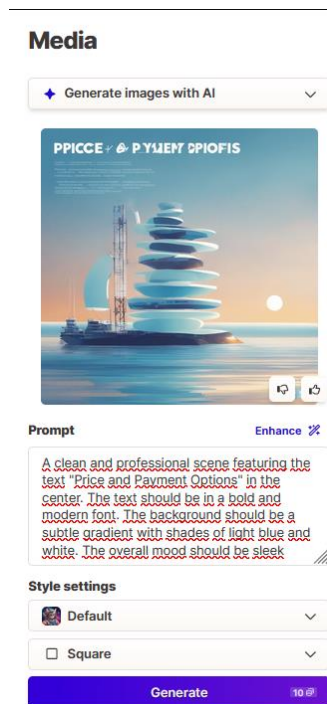 Media
Generate images with AI
PPICCE & PYUEPT OPIOFIS
Prompt
Enhance
A clean and professional scene featuring the
text "Price and Payment Options" in the
center. The text should be in a bold and
modern font. The background should be a
subtle gradient with shades of light blue and
white. The overall mood should be sleek
Style settings
Default
Square
Generate
10